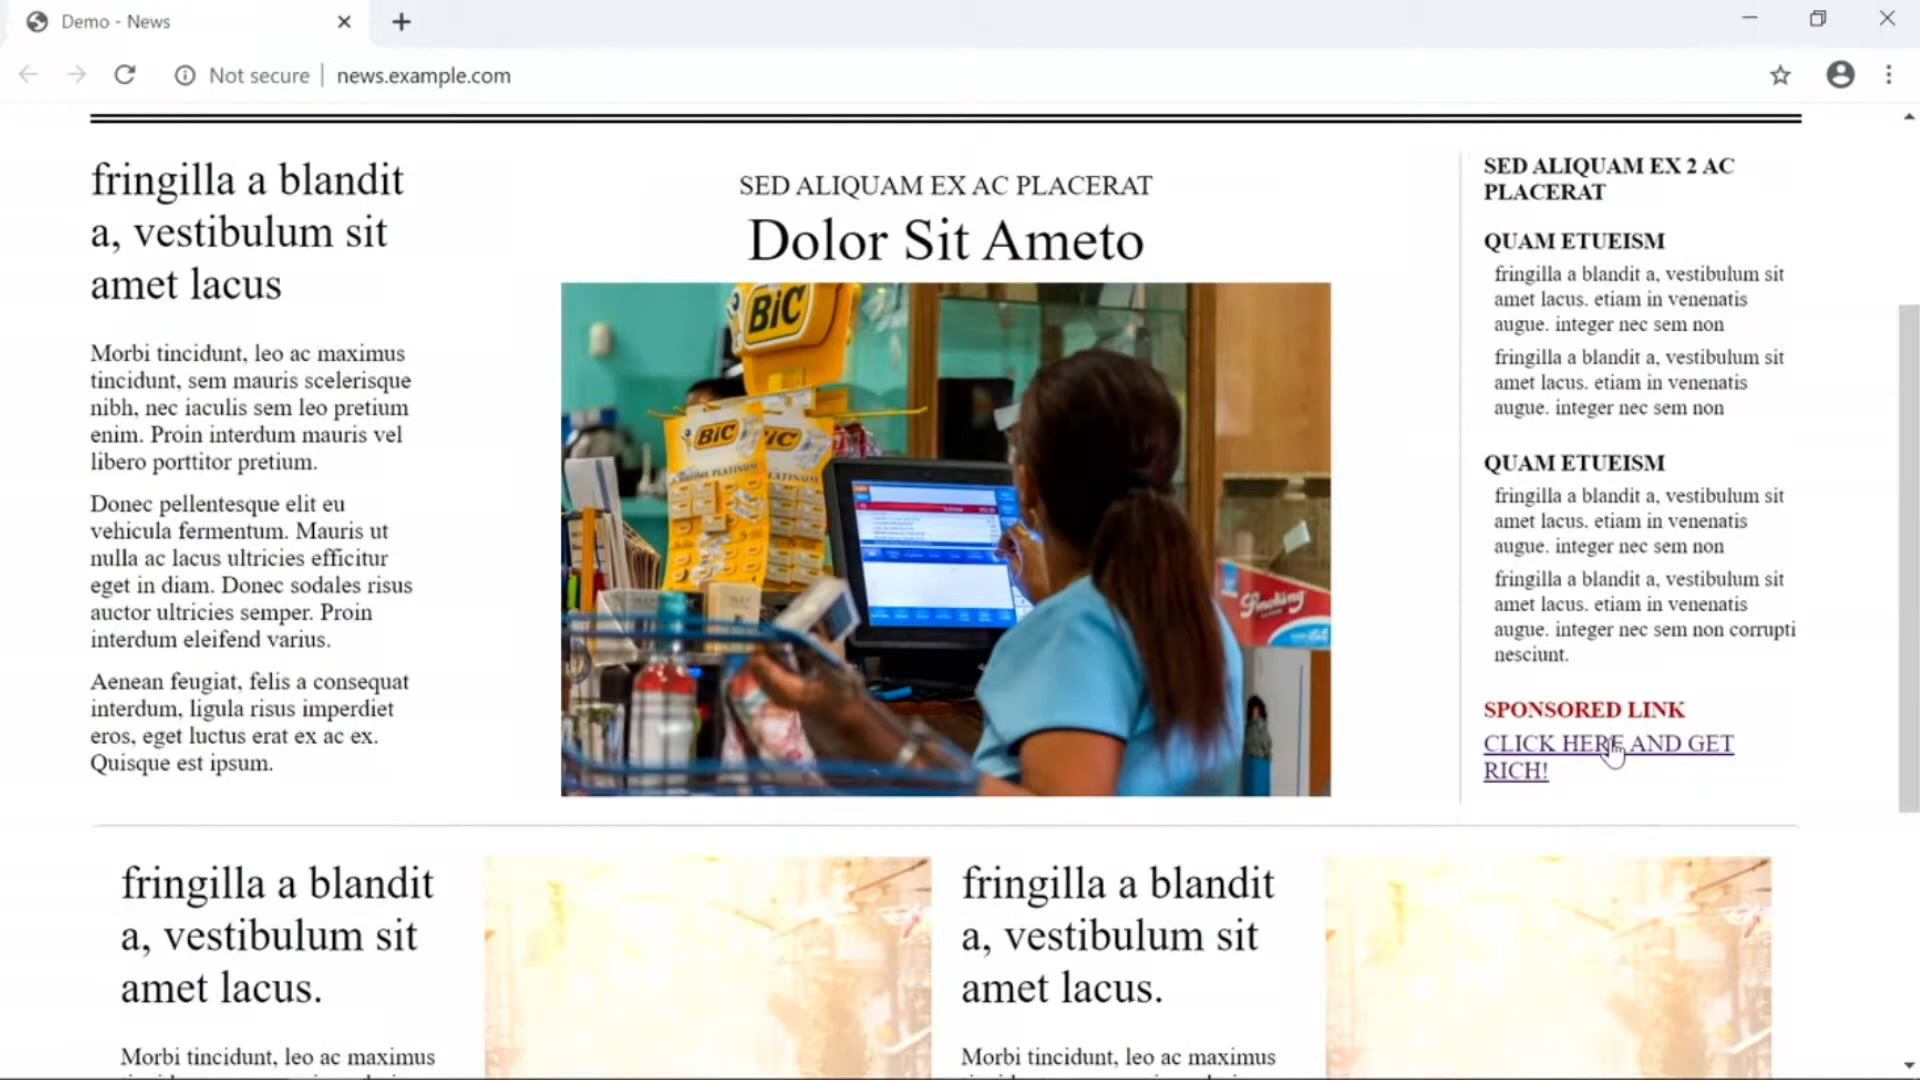 Demo - News
Not secure
news.example.com
fringilla a blandit
a, vestibulum sit
amet lacus
Morbi tincidunt, leo ac maximus
tincidunt, sem mauris scelerisque
nibh, nec iaculis sem leo pretium
enim. Proin interdum mauris vel
libero porttitor pretium.
Donec pellentesque elit eu
vehicula fermentum. Mauris ut
nulla ac lacus ultricies efficitur
eget in diam. Donec sodales risus
auctor ultricies semper. Proin
interdum eleifend varius.
Aenean feugiat, felis a consequat
interdum, ligula risus imperdiet
eros, eget luctus erat ex ac ex.
Quisque est ipsum.
SED ALIQUAM EX AC PLACERAT
Dolor Sit Ameto
BiC
BiC
iC
Smoking
SED ALIQUAM EX 2 AC
PLACERAT
QUAM ETUEISM
fringilla a blandit a, vestibulum sit
amet lacus. etiam in venenatis
augue. integer nec sem non
fringilla a blandit a, vestibulum sit
amet lacus. etiam in venenatis
augue. integer nec sem non
QUAM ETUEISM
fringilla a blandit a, vestibulum sit
amet lacus. etiam in venenatis
augue. integer nec sem non
fringilla a blandit a, vestibulum sit
amet lacus. etiam in venenatis
augue. integer nec sem non corrupti
nesciunt.
SPONSORED LINK
CLICK HERE AND GET
RICH!
fringilla a blandit
a, vestibulum sit
amet lacus.
Morbi tincidunt, leo ac maximus
fringilla a blandit
a, vestibulum sit
amet lacus.
Morbi tincidunt, leo ac maximus